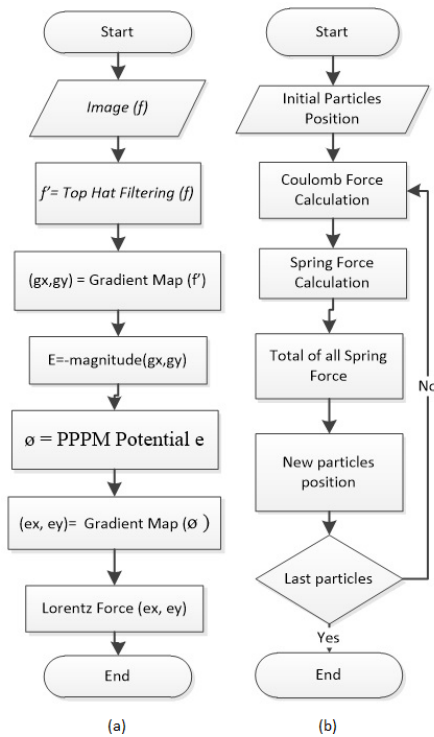 Start
Image (f)
f'= Top Hat Filtering (f)
(gx,gy) = Gradient Map (f')
E=-magnitude(gx,gy)
ø = PPPM Potential e
(ex, ey)= Gradient Map (ø )
Lorentz Force (ex, ey)
End
(a)
Start
Initial Particles
Position
Coulomb Force
Calculation
Spring Force
Calculation
Total of all Spring
Force
New particles
position
Last particles
No
Yes
End
(b)